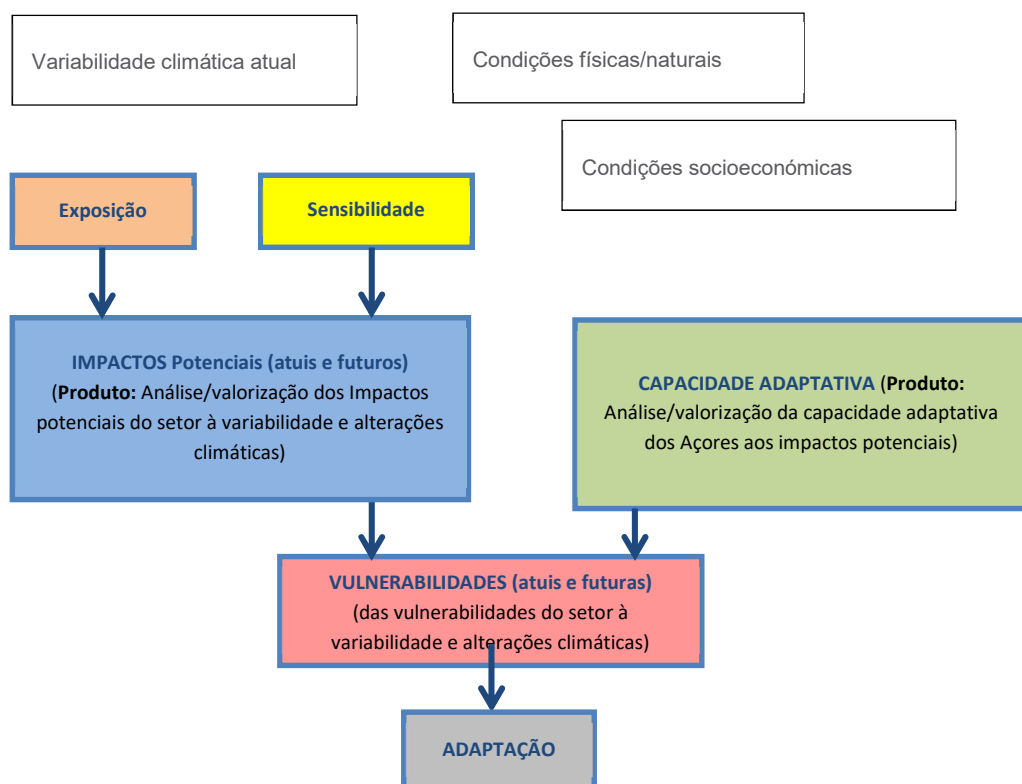 Variabilidade climática atual
Condições físicas/naturais
Condições socioeconómicas
Exposição
Sensibilidade
IMPACTOS Potenciais (atuis e futuros)
(Produto: Análise/valorização dos Impactos
potenciais do setor à variabilidade e alterações
climáticas)
CAPACIDADE ADAPTATIVA (Produto:
Análise/valorização da capacidade adaptativa
dos Açores aos impactos potenciais)
VULNERABILIDADES (atuis e futuras)
(das vulnerabilidades do setor à
variabilidade e alterações climáticas)
ADAPTAÇÃO